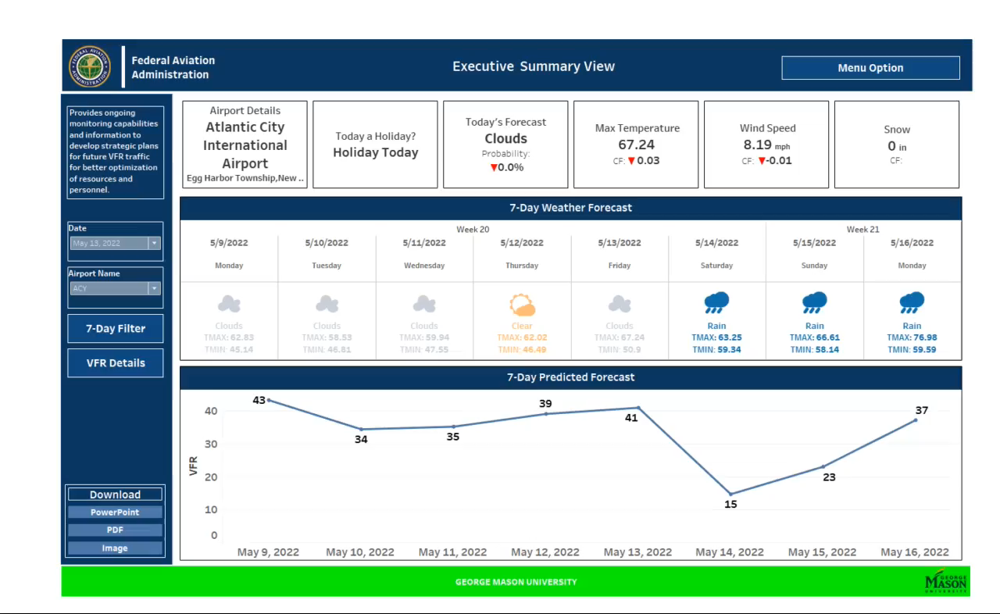 Federal Aviation
Administration
Executive Summary View
Menu Option
Provides ongoing
monitoring capabilities
and information to
develop strategic plans
for future VFR traffic
for better optimization
of resources and
personnel.
Date
May 13, 2022
Airport Name
ACY
7-Day Filter
VFR Details
Download
PowerPoint
PDF
Image
Airport Details
Atlantic City
International
Airport
Egg Harbor Township,New ..
Today a Holiday?
Holiday Today
Today's Forecast
Clouds
Probability:
▼0.0%
Max Temperature
67.24
CF: ▼ 0.03
Wind Speed
8.19 mph
CF: ▼-0.01
Snow
0 in
CF:
7-Day Weather Forecast
Week 20 Week 21
5/9/2022 5/10/2022 5/11/2022 5/12/2022 5/13/2022 5/14/2022 5/15/2022 5/16/2022
Monday Tuesday Wednesday Thursday Friday Saturday Sunday Monday
Clouds Clouds Clouds Clear Clouds Rain Rain Rain
TMAX: 62.83 TMAX: 58.53 TMAX: 59.94 TMAX: 62.02 TMAX: 67.24 TMAX: 63.25 TMAX: 66.61 TMAX: 76.98
TMIN: 45.14 TMIN: 46.81 TMIN: 47.55 TMIN: 46.49 TMIN: 50.9 TMIN: 59.34 TMIN: 58.14 TMIN: 59.59
7-Day Predicted Forecast
VFR
40
30
20
10
0
43 34 35 39 41 15 23 37
May 9, 2022 May 10, 2022 May 11, 2022 May 12, 2022 May 13, 2022 May 14, 2022 May 15, 2022 May 16, 2022
GEORGE MASON UNIVERSITY
GEORGE
MASON
UNIVERSITY